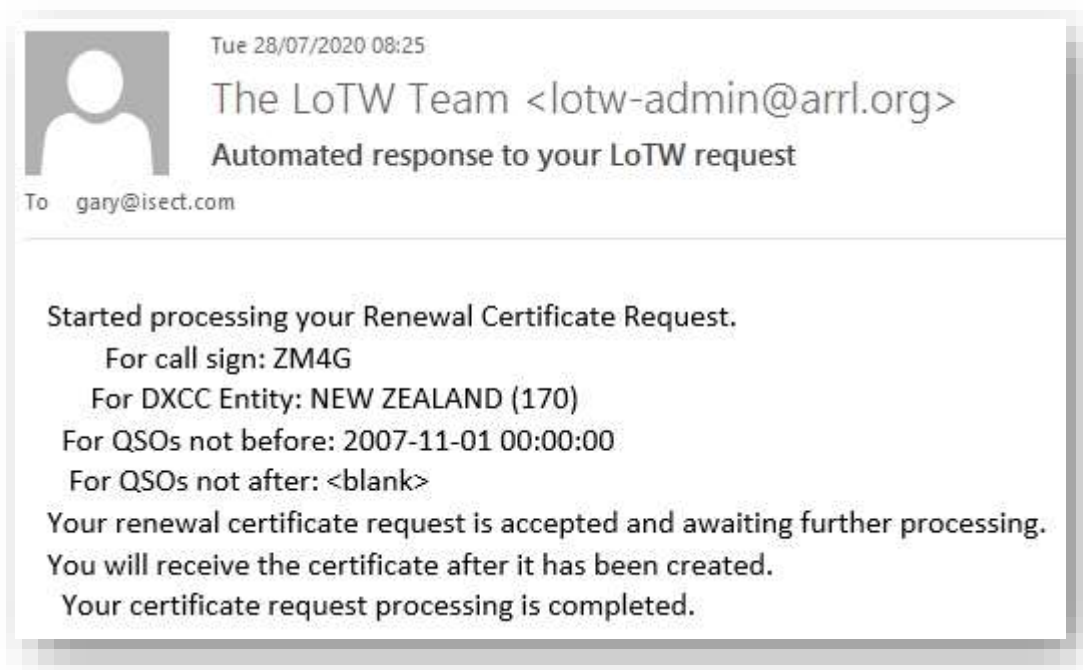 Tue 28/07/2020 08:25
The LoTW Team <lotw-admin@arrl.org>
Automated response to your LoTW request
To gary@isect.com
Started processing your Renewal Certificate Request.
For call sign: ZM4G
For DXCC Entity: NEW ZEALAND (170)
For QSOs not before: 2007-11-01 00:00:00
For QSOs not after: <blank>
Your renewal certificate request is accepted and awaiting further processing.
You will receive the certificate after it has been created.
Your certificate request processing is completed.